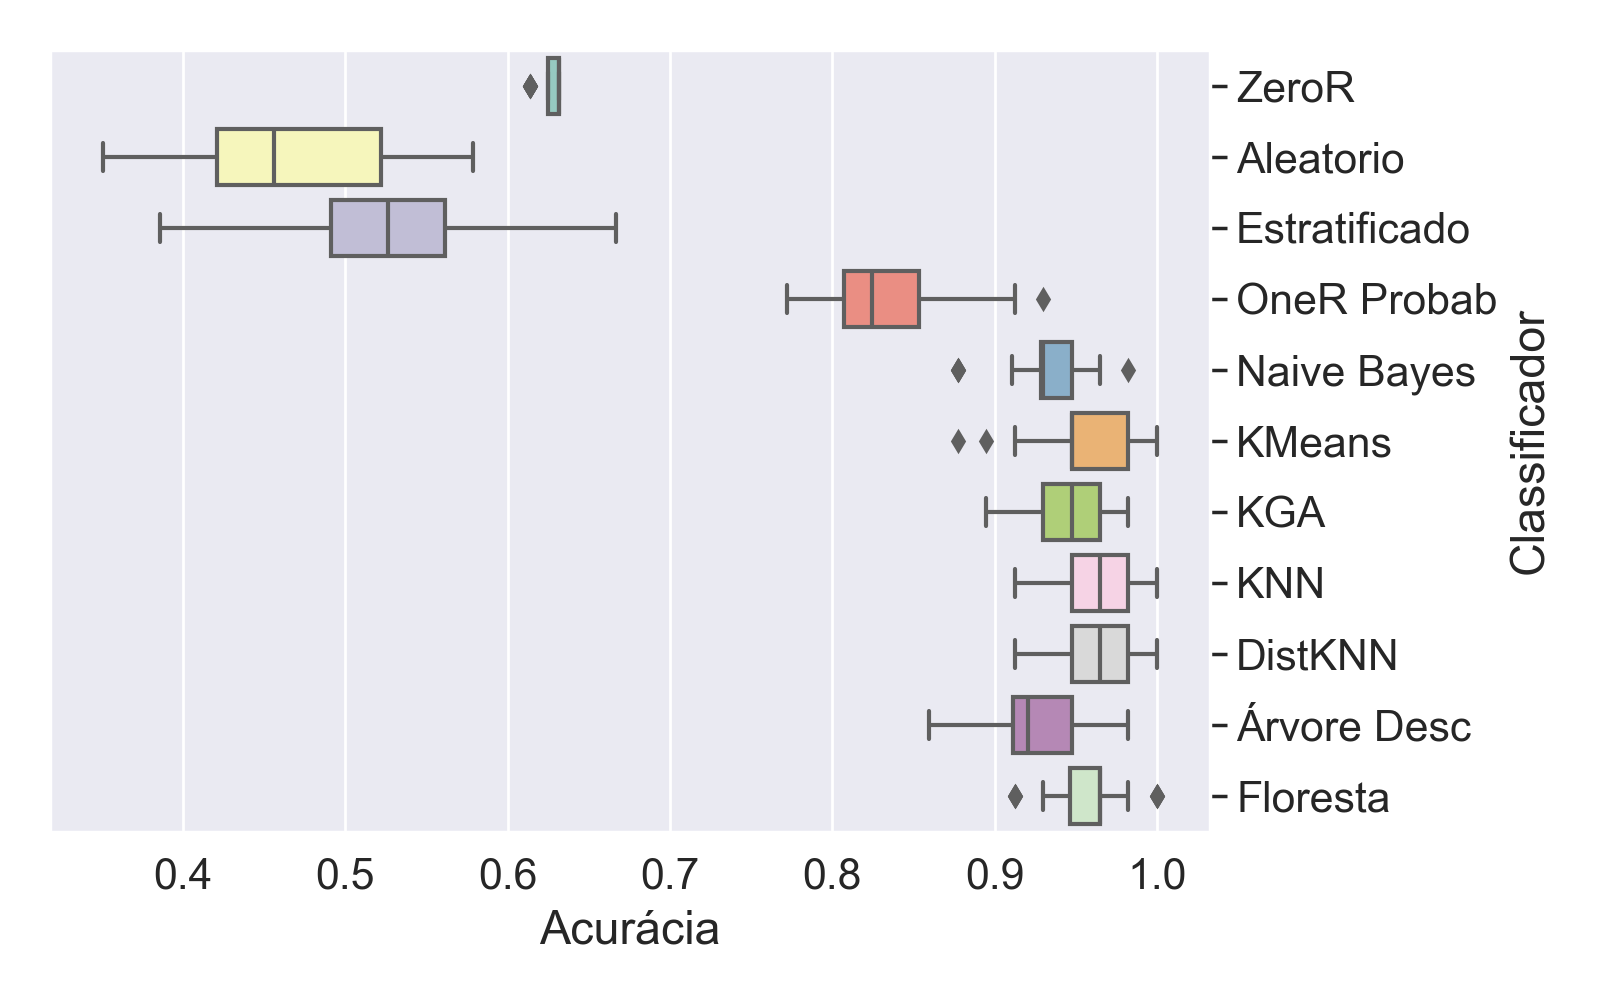 ZeroR
Aleatorio
Estratificado
OneR Probab
Naive Bayes
KMeans
KGA
KNN
DistKNN
Árvore Desc
Floresta
Classificador
0.4 0.5 0.6 0.7 0.8 0.9 1.0
Acurácia